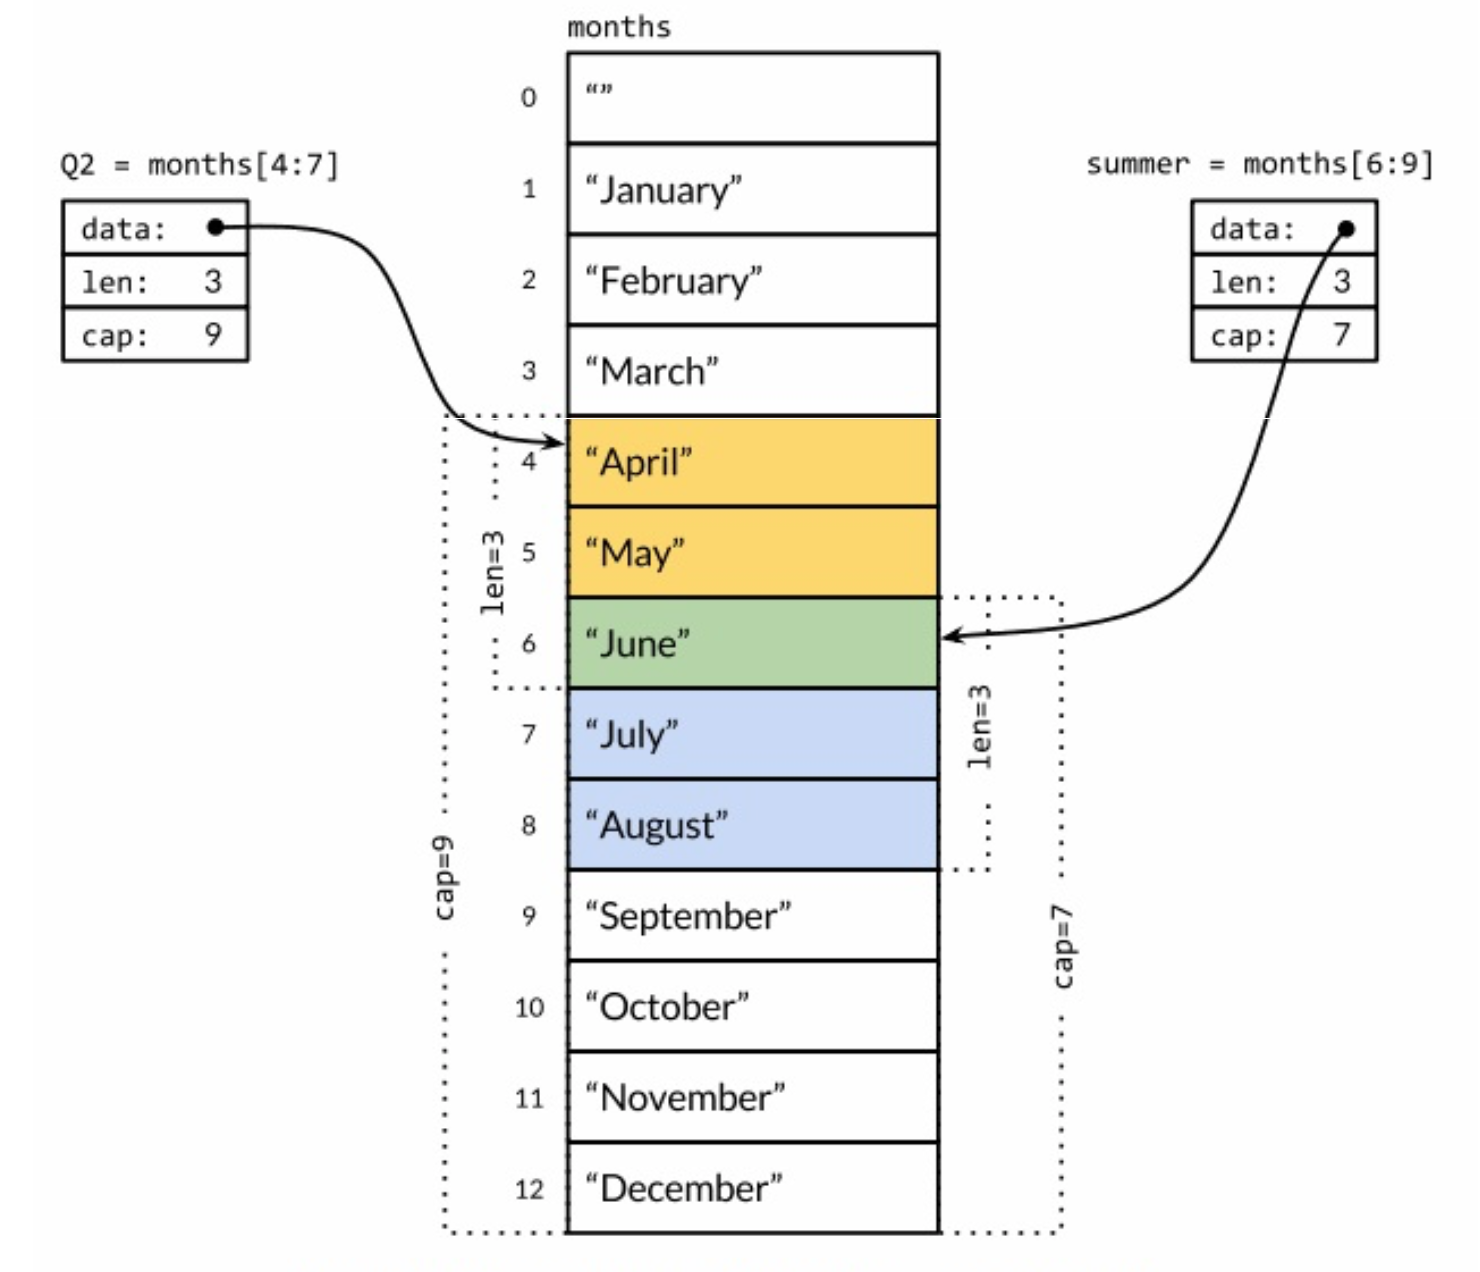 months
0 “”
Q2 = months[4:7]
data:
len: 3
cap: 9
summer = months[6:9]
data:
len: 3
cap: 7
1 “January”
2 “February”
3 “March”
4 “April”
5 “May”
6 “June”
7 “July”
8 “August”
9 “September”
10 “October”
11 “November”
12 “December”
len=3
cap=9
len=3
cap=7